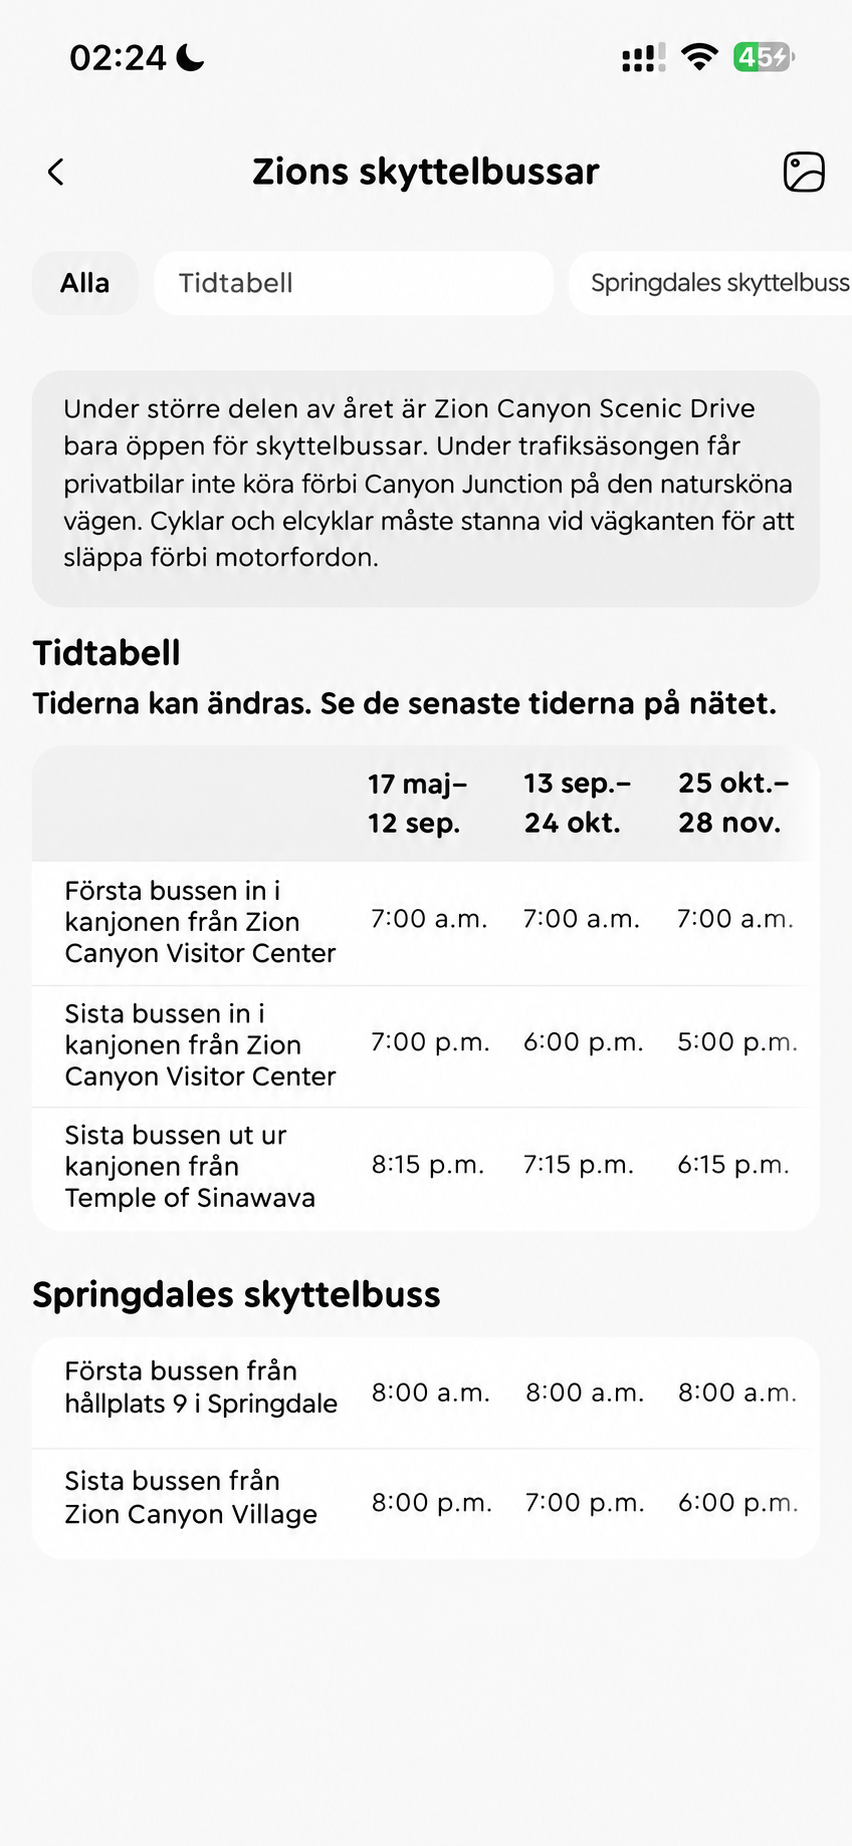 02:24
45
Zions skyttelbussar
Alla
Tidtabell
Springdales skyttelbuss
Under större delen av året är Zion Canyon Scenic Drive
bara öppen för skyttelbussar. Under trafiksäsongen får
privatbilar inte köra förbi Canyon Junction på den natursköna
vägen. Cyklar och elcyklar måste stanna vid vägkanten för att
släppa förbi motorfordon.
Tidtabell
Tiderna kan ändras. Se de senaste tiderna på nätet.
17 maj–
12 sep.
13 sep.–
24 okt.
25 okt.–
28 nov.
Första bussen in i
kanjonen från Zion
Canyon Visitor Center
7:00 a.m.
7:00 a.m.
7:00 a.m.
Sista bussen in i
kanjonen från Zion
Canyon Visitor Center
7:00 p.m.
6:00 p.m.
5:00 p.m.
Sista bussen ut ur
kanjonen från
Temple of Sinawava
8:15 p.m.
7:15 p.m.
6:15 p.m.
Springdales skyttelbuss
Första bussen från
hållplats 9 i Springdale
8:00 a.m.
8:00 a.m.
8:00 a.m.
Sista bussen från
Zion Canyon Village
8:00 p.m.
7:00 p.m.
6:00 p.m.